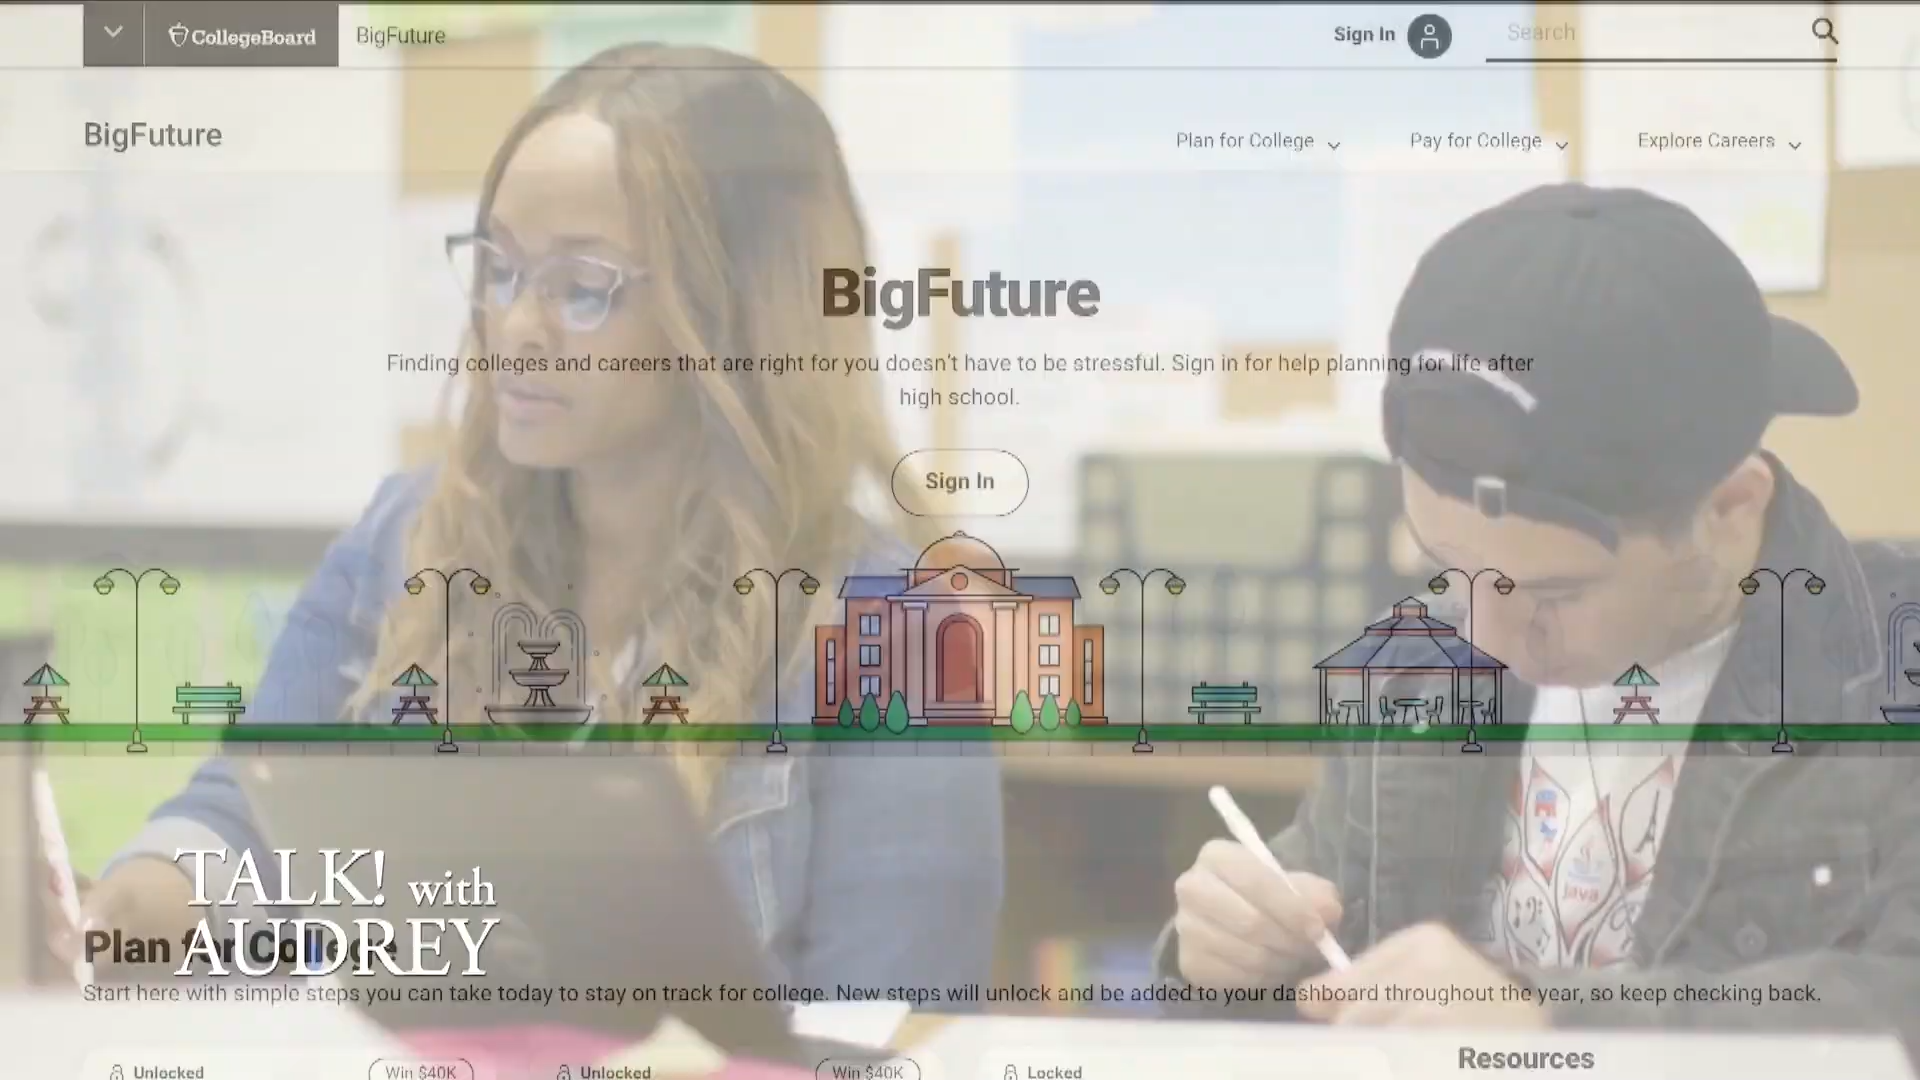 CollegeBoard BigFuture Sign In Search
BigFuture Plan for College Pay for College Explore Careers
BigFuture
Finding colleges and careers that are right for you doesn't have to be stressful. Sign in for help planning for life after
high school.
Sign In
java
TALK! with
AUDREY
Plan for College
Start here with simple steps you can take today to stay on track for college. New steps will unlock and be added to your dashboard throughout the year, so keep checking back.
Unlocked Win $40K Unlocked Win $40K Locked Resources